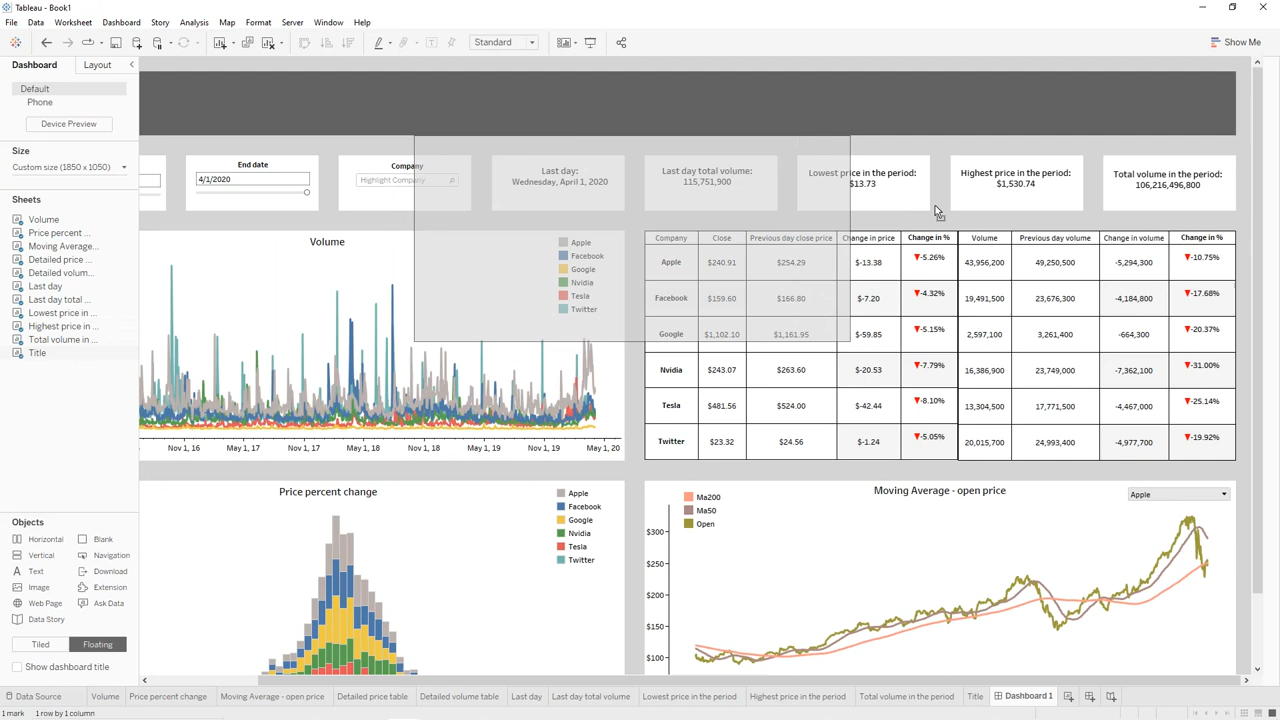 Tableau - Book1
File Data Worksheet Dashboard Story Analysis Map Format Server Window Help
Standard
Show Me
Dashboard Layout
Default
Phone
Device Preview
Size
Custom size (1850 x 1050)
Sheets
Volume
Price percent ...
Moving Average...
Detailed price ...
Detailed volum...
Last day
Last day total ...
Lowest price in ...
Highest price in ...
Total volume in ...
Title
Objects
Horizontal Blank
Vertical Navigation
Text Download
Image Extension
Web Page Ask Data
Data Story
Tiled Floating
Show dashboard title
End date
4/1/2020
Company
Highlight Company
Last day:
Wednesday, April 1, 2020
Last day total volume:
115,751,900
Lowest price in the period:
$13.73
Highest price in the period:
$1,530.74
Total volume in the period:
106,216,496,800
Volume
Apple
Facebook
Google
Nvidia
Tesla
Twitter
Nov 1, 16 May 1, 17 Nov 1, 17 May 1, 18 Nov 1, 18 May 1, 19 Nov 1, 19 May 1, 20
Company Close Previous day close price Change in price Change in % Volume Previous day volume Change in volume Change in %
Apple $240.91 $254.29 $-13.38 ▼-5.26% 43,956,200 49,250,500 -5,294,300 ▼-10.75%
Facebook $159.60 $166.80 $-7.20 ▼-4.32% 19,491,500 23,676,300 -4,184,800 ▼-17.68%
Google $1,102.10 $1,161.95 $-59.85 ▼-5.15% 2,597,100 3,261,400 -664,300 ▼-20.37%
Nvidia $243.07 $263.60 $-20.53 ▼-7.79% 16,386,900 23,749,000 -7,362,100 ▼-31.00%
Tesla $481.56 $524.00 $-42.44 ▼-8.10% 13,304,500 17,771,500 -4,467,000 ▼-25.14%
Twitter $23.32 $24.56 $-1.24 ▼-5.05% 20,015,700 24,993,400 -4,977,700 ▼-19.92%
Price percent change
Apple
Facebook
Google
Nvidia
Tesla
Twitter
Moving Average - open price
Apple
Ma200
Ma50
Open
$300
$250
$200
$150
$100
Data Source Volume Price percent change Moving Average - open price Detailed price table Detailed volume table Last day Last day total volume Lowest price in the period Highest price in the period Total volume in the period Title Dashboard 1
1 mark 1 row by 1 column